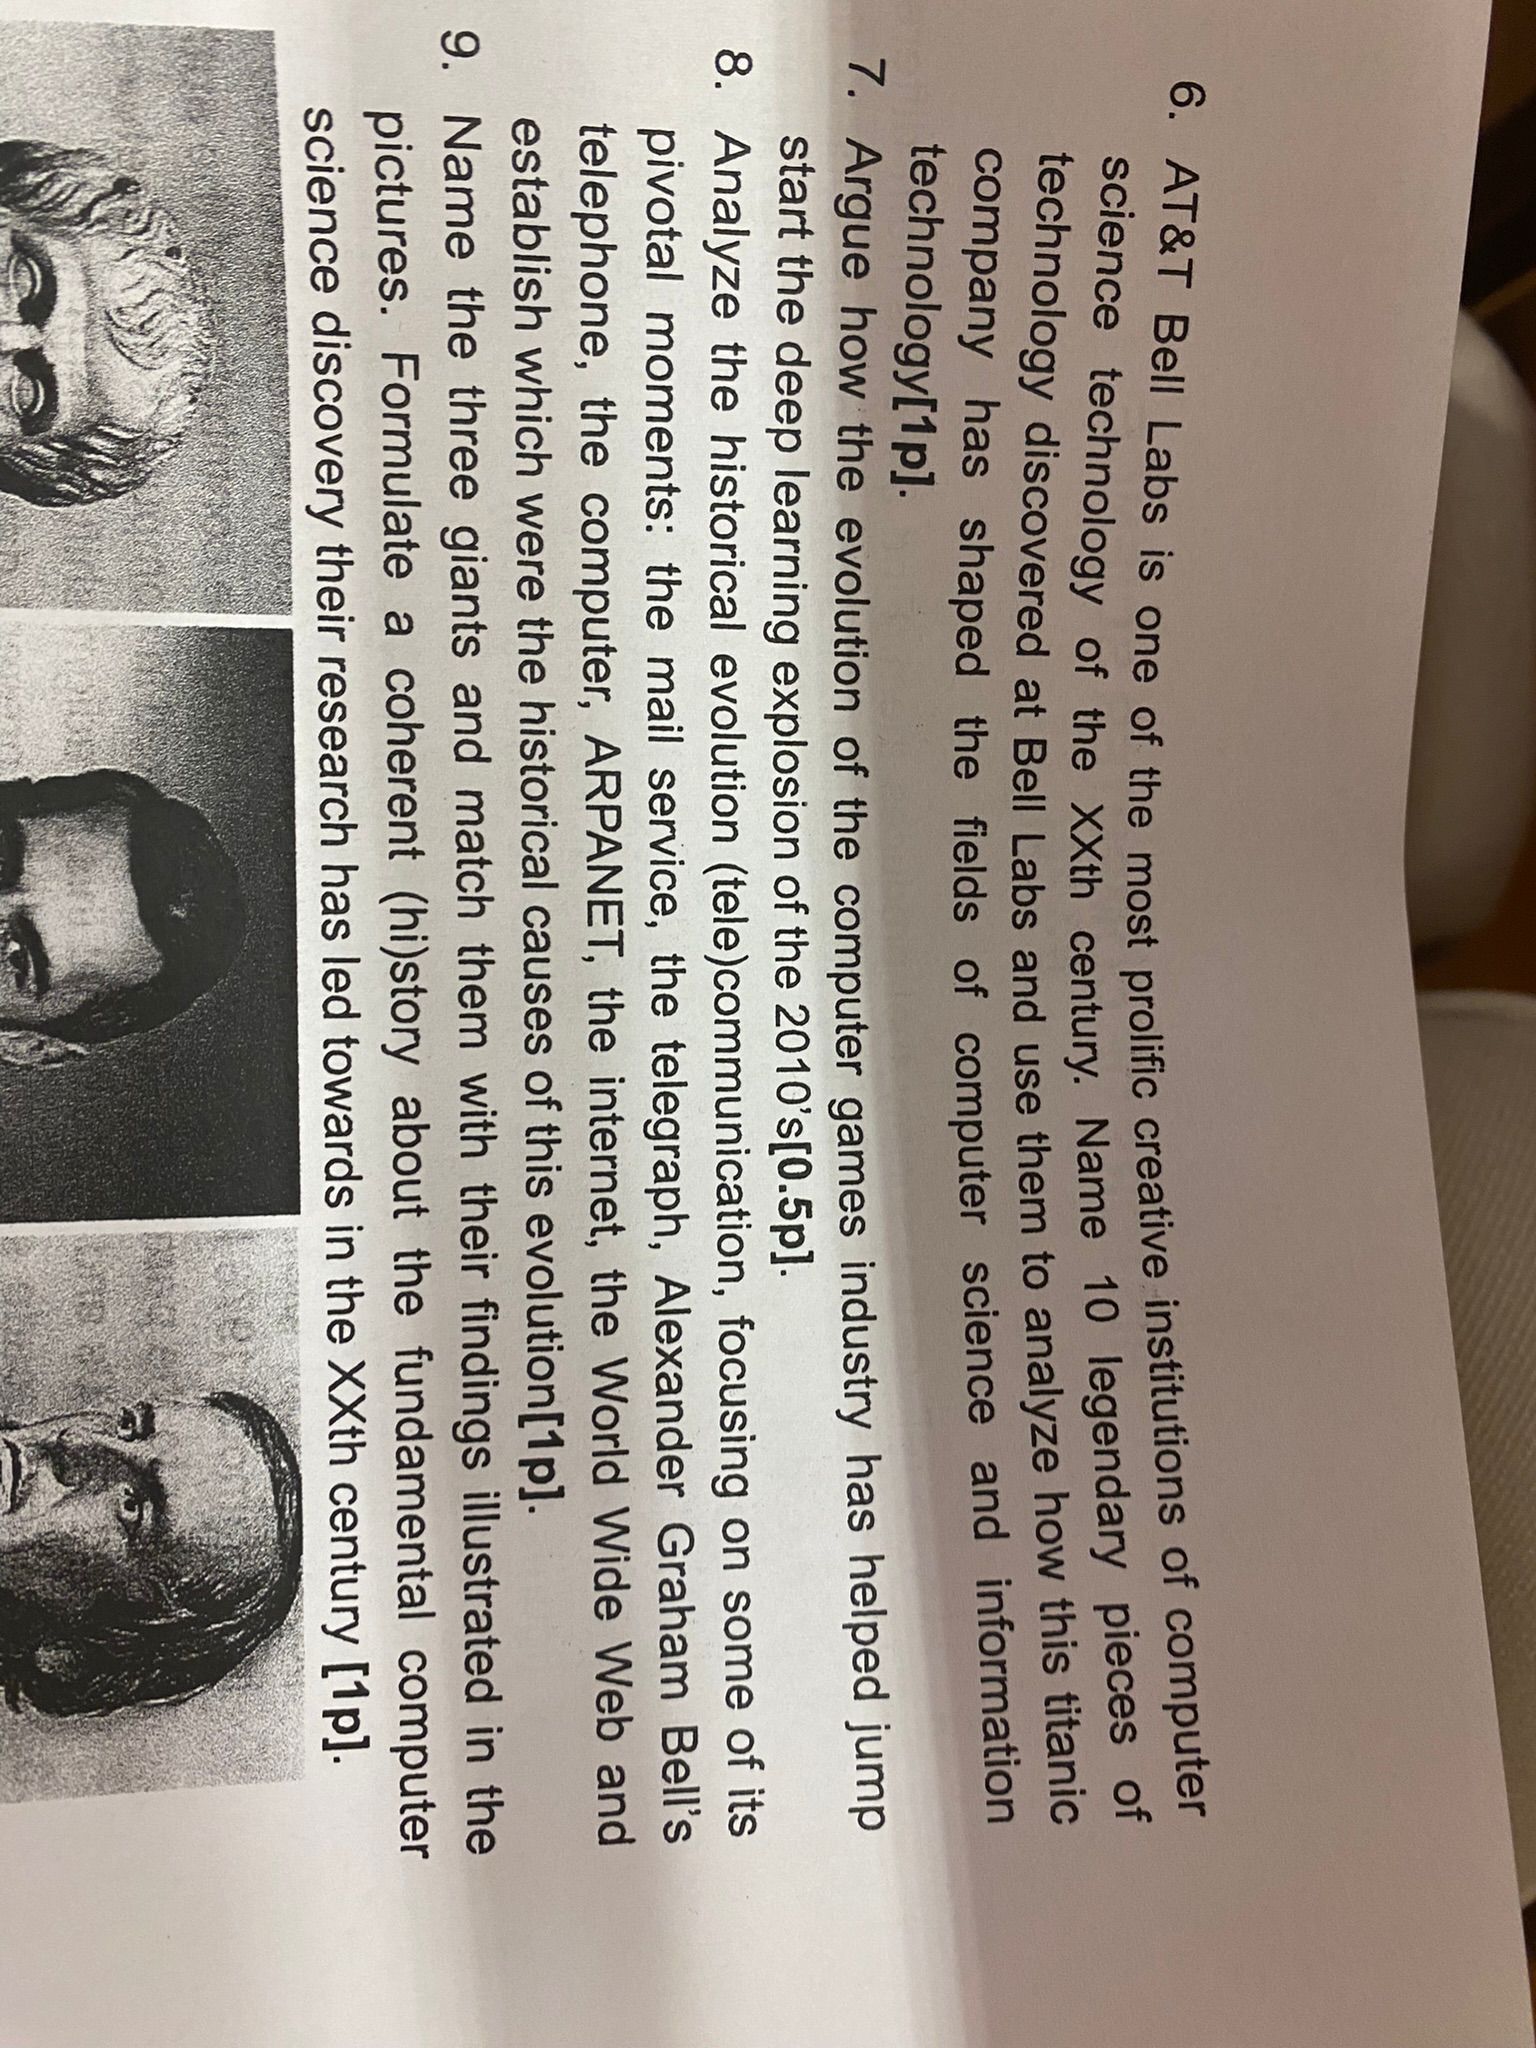 6. AT&T Bell Labs is one of the most prolific creative institutions of computer
science technology of the XXth century. Name 10 legendary pieces of
technology discovered at Bell Labs and use them to analyze how this titanic
company has shaped the fields of computer science and information
technology[1p].
7. Argue how the evolution of the computer games industry has helped jump
start the deep learning explosion of the 2010's[0.5p].
8. Analyze the historical evolution (tele)communication, focusing on some of its
pivotal moments: the mail service, the telegraph, Alexander Graham Bell's
telephone, the computer, ARPANET, the internet, the World Wide Web and
establish which were the historical causes of this evolution[1p].
9. Name the three giants and match them with their findings illustrated in the
pictures. Formulate a coherent (hi)story about the fundamental computer
science discovery their research has led towards in the XXth century [1p].